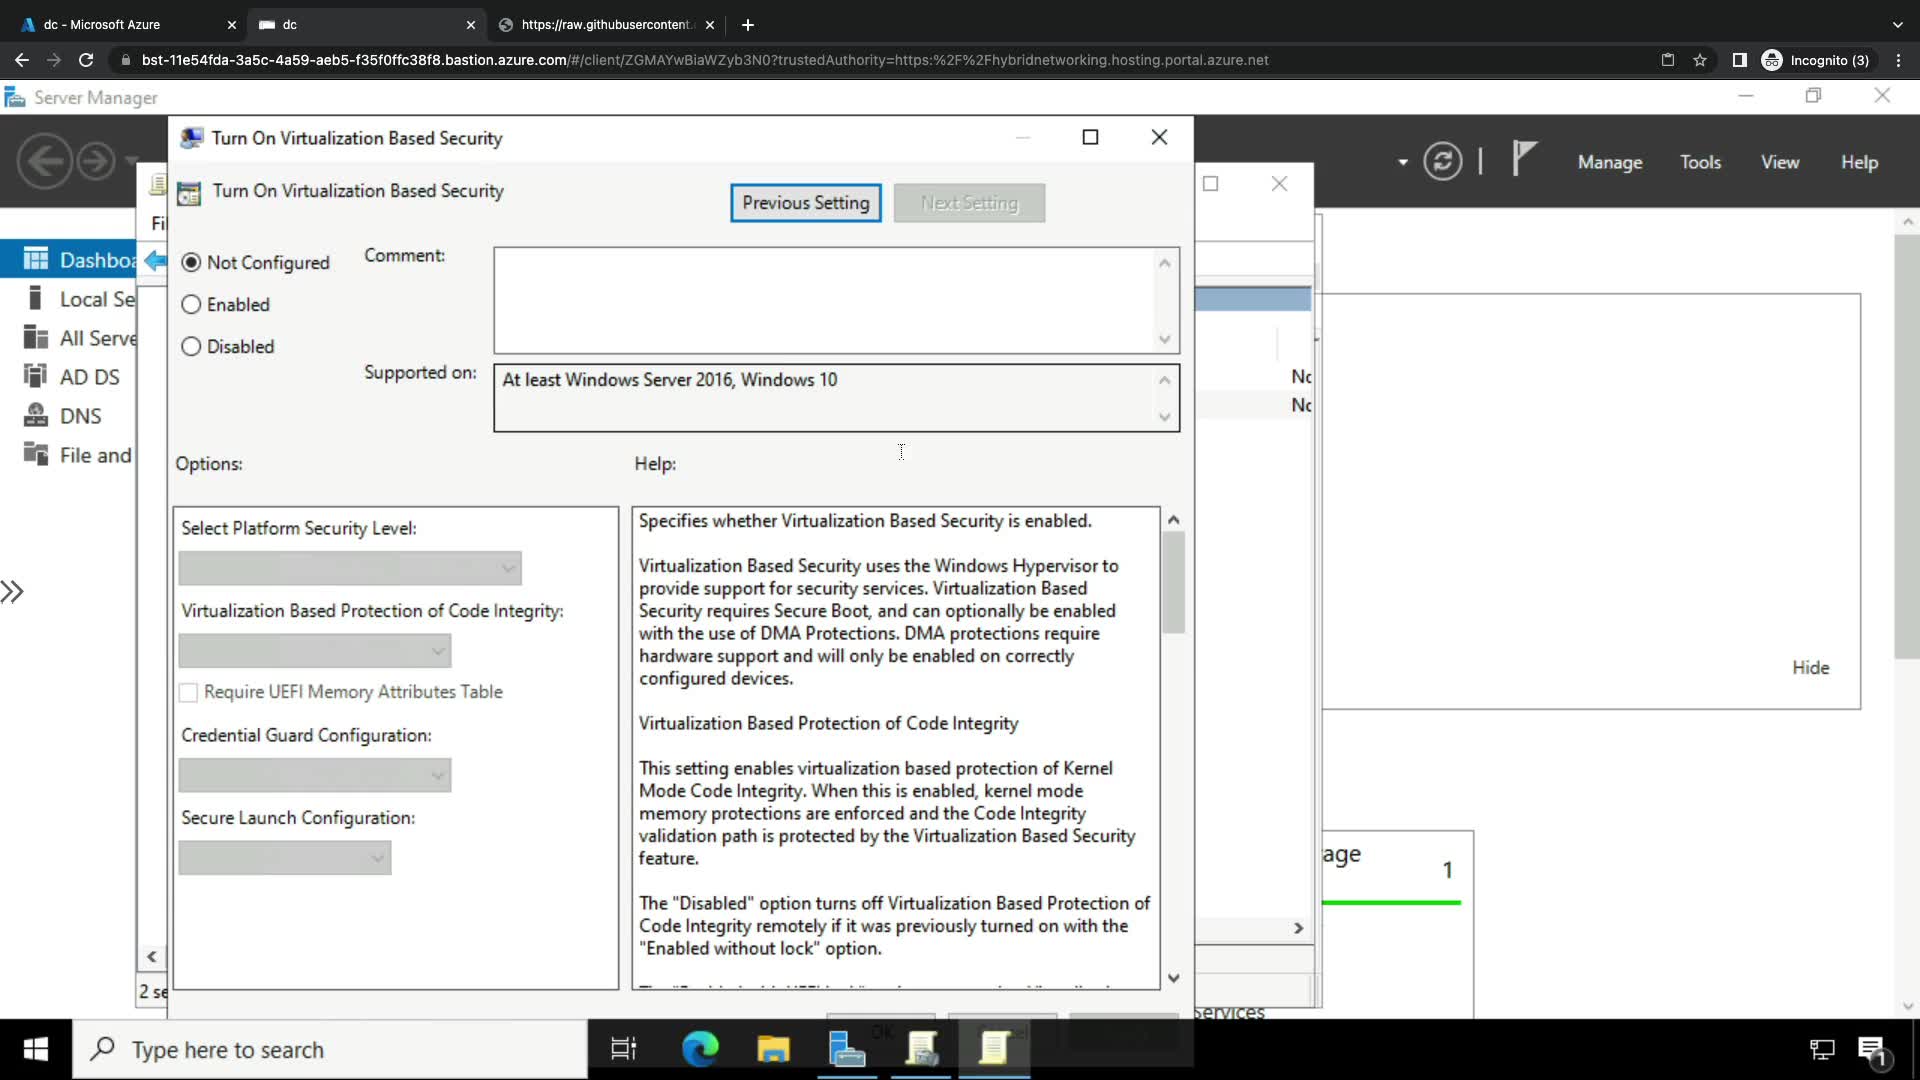 dc - Microsoft Azure
dc
https://raw.githubusercontent.
bst-11e54fda-3a5c-4a59-aeb5-f35f0ffc38f8.bastion.azure.com/#/client/ZGMAYwBiaWZyb3N0?trustedAuthority=https:%2F%2Fhybridnetworking.hosting.portal.azure.net
Incognito (3)
Server Manager
Manage
Tools
View
Help
Turn On Virtualization Based Security
Turn On Virtualization Based Security
Previous Setting
Next Setting
Fi
Dashboa
Local Se
All Serve
AD DS
DNS
File and
Not Configured
Enabled
Disabled
Comment:
Supported on:
At least Windows Server 2016, Windows 10
Nc
Nc
Options:
Help:
Select Platform Security Level:
Virtualization Based Protection of Code Integrity:
Require UEFI Memory Attributes Table
Credential Guard Configuration:
Secure Launch Configuration:
Specifies whether Virtualization Based Security is enabled.
Virtualization Based Security uses the Windows Hypervisor to
provide support for security services. Virtualization Based
Security requires Secure Boot, and can optionally be enabled
with the use of DMA Protections. DMA protections require
hardware support and will only be enabled on correctly
configured devices.
Virtualization Based Protection of Code Integrity
This setting enables virtualization based protection of Kernel
Mode Code Integrity. When this is enabled, kernel mode
memory protections are enforced and the Code Integrity
validation path is protected by the Virtualization Based Security
feature.
The "Disabled" option turns off Virtualization Based Protection of
Code Integrity remotely if it was previously turned on with the
"Enabled without lock" option.
Hide
age
1
2 se
Services
OK
Type here to search
1